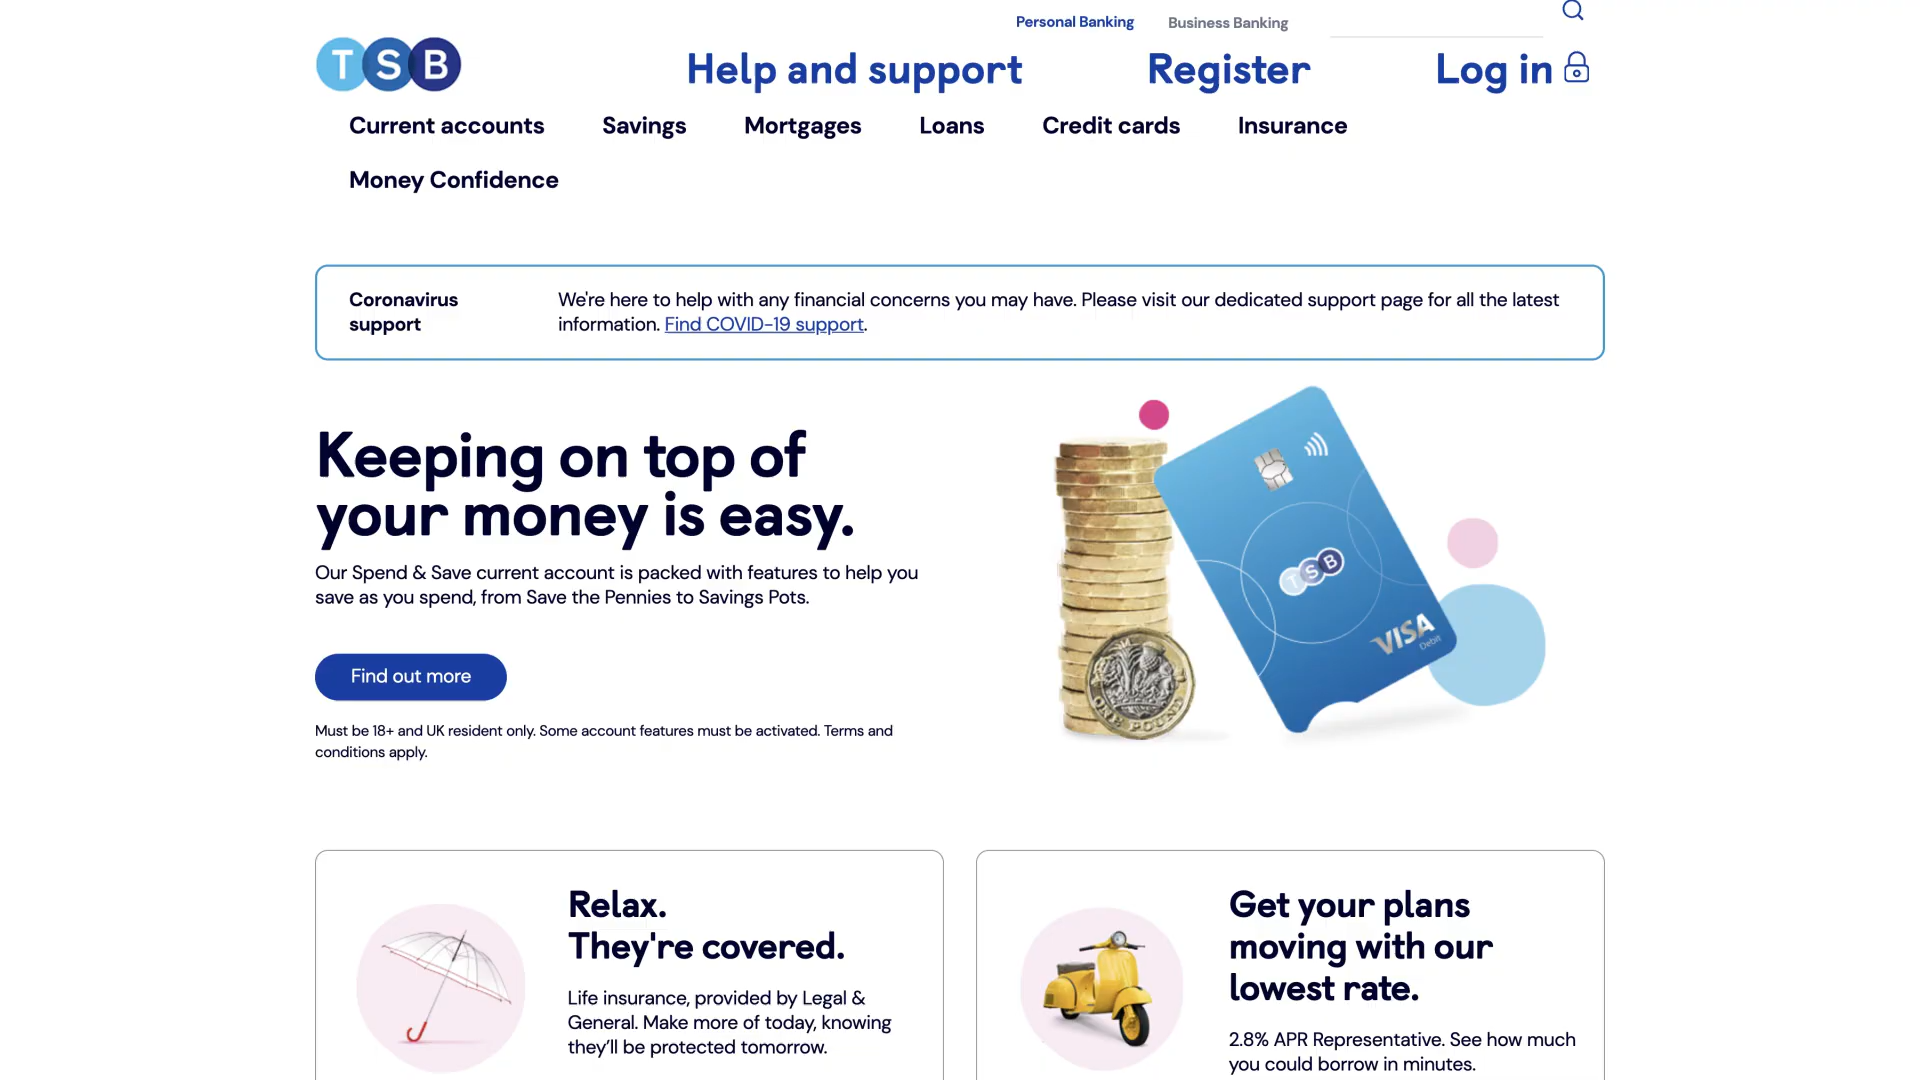 Personal Banking
Business Banking
TSB
Help and support
Register
Log in
Current accounts
Savings
Mortgages
Loans
Credit cards
Insurance
Money Confidence
Coronavirus
support
We're here to help with any financial concerns you may have. Please visit our dedicated support page for all the latest
information. Find COVID-19 support.
Keeping on top of
your money is easy.
Our Spend & Save current account is packed with features to help you
save as you spend, from Save the Pennies to Savings Pots.
Find out more
Must be 18+ and UK resident only. Some account features must be activated. Terms and
conditions apply.
TSB
VISA
Debit
ONE POUND
Relax.
They're covered.
Life insurance, provided by Legal &
General. Make more of today, knowing
they’ll be protected tomorrow.
Get your plans
moving with our
lowest rate.
2.8% APR Representative. See how much
you could borrow in minutes.